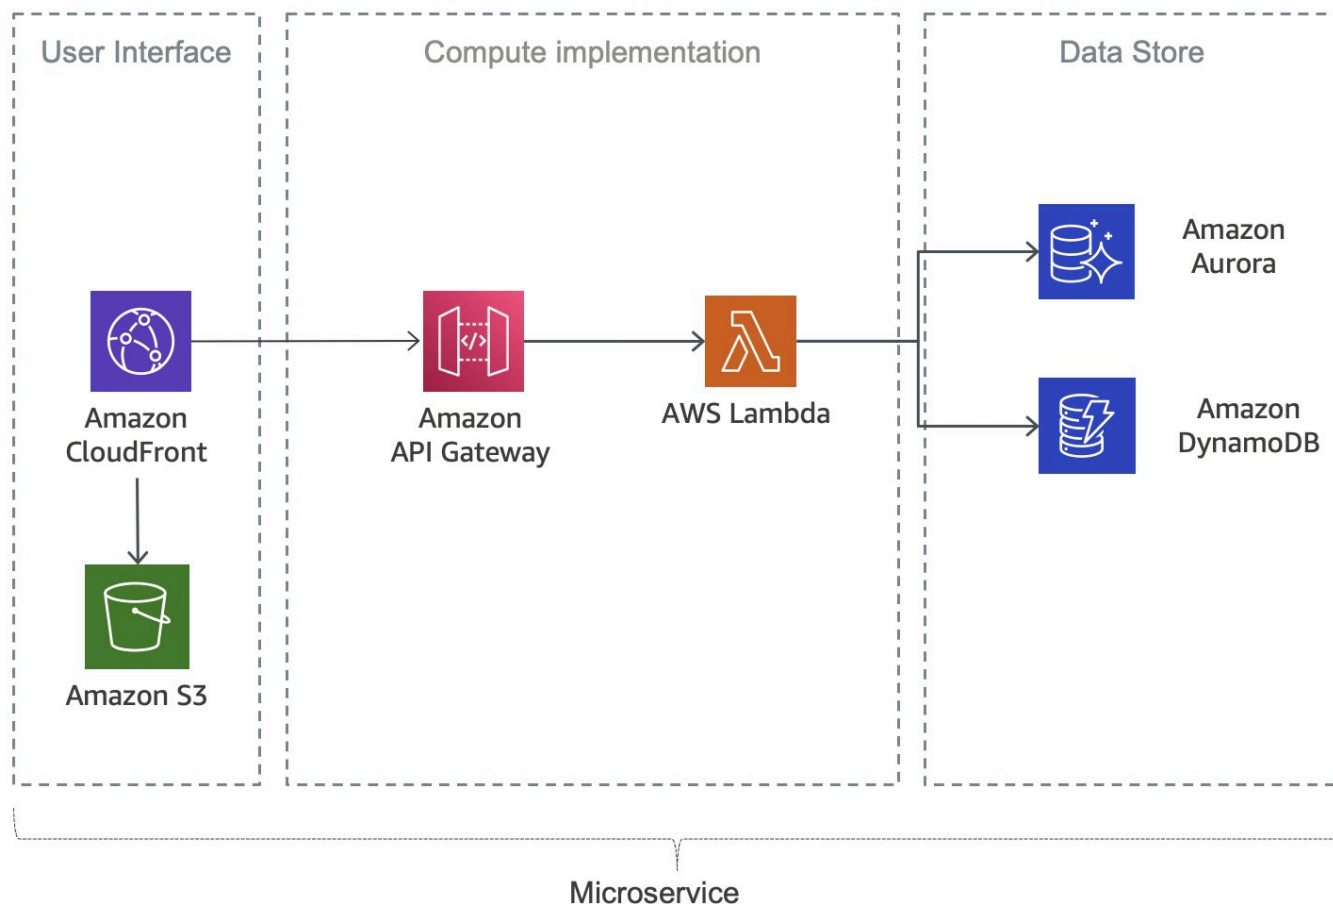 User Interface
Compute implementation
Data Store
Amazon
CloudFront
Amazon S3
</>
Amazon
API Gateway
AWS Lambda
Amazon
Aurora
Amazon
DynamoDB
Microservice